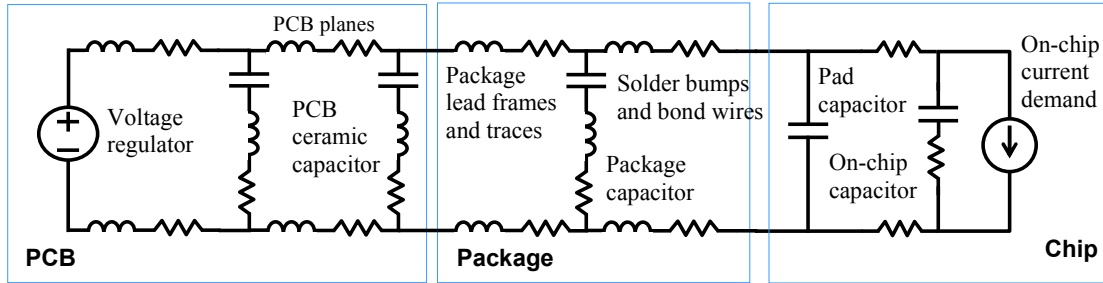 PCB planes
Voltage
regulator
PCB
ceramic
capacitor
PCB
Package
lead frames
and traces
Solder bumps
and bond wires
Package
capacitor
Package
Pad
capacitor
On-chip
capacitor
On-chip
current
demand
Chip